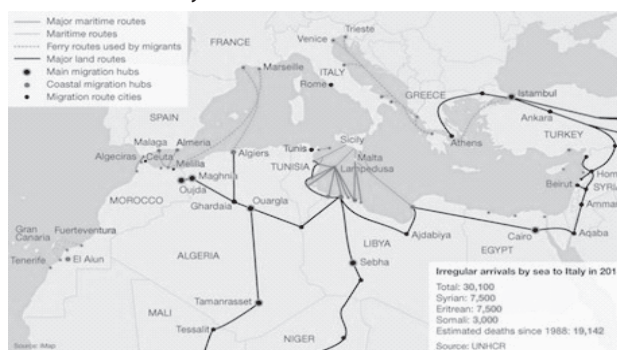 Major maritime routes
Maritime routes
Ferry routes used by migrants
Major land routes
Main migration hubs
Coastal migration hubs
Migration route cities
FRANCE
Venice
Trieste
Marseille
ITALY
Rome
SPAIN
GREECE
Istanbul
Ankara
TURKEY
Athens
Malaga
Almeria
Algeciras
Ceuta
Melilla
Algiers
Tunis
Sicily
TUNISIA
Malta
Lampedusa
Maghnia
Oujda
MOROCCO
Ghardaia
Ouargla
Hom
Beirut
SYRI
Amma
Gran
Canaria
Fuerteventura
Tenerife
El Aiun
ALGERIA
LIBYA
Ajdabiya
EGYPT
Cairo
Aqaba
Sebha
Tamanrasset
MALI
Tessalit
NIGER
Irregular arrivals by sea to Italy in 201
Total: 30,100
Syrian: 7,500
Eritrean: 7,500
Somali: 3,000
Estimated deaths since 1988: 19,142
Source: UNHCR
Source: iMap